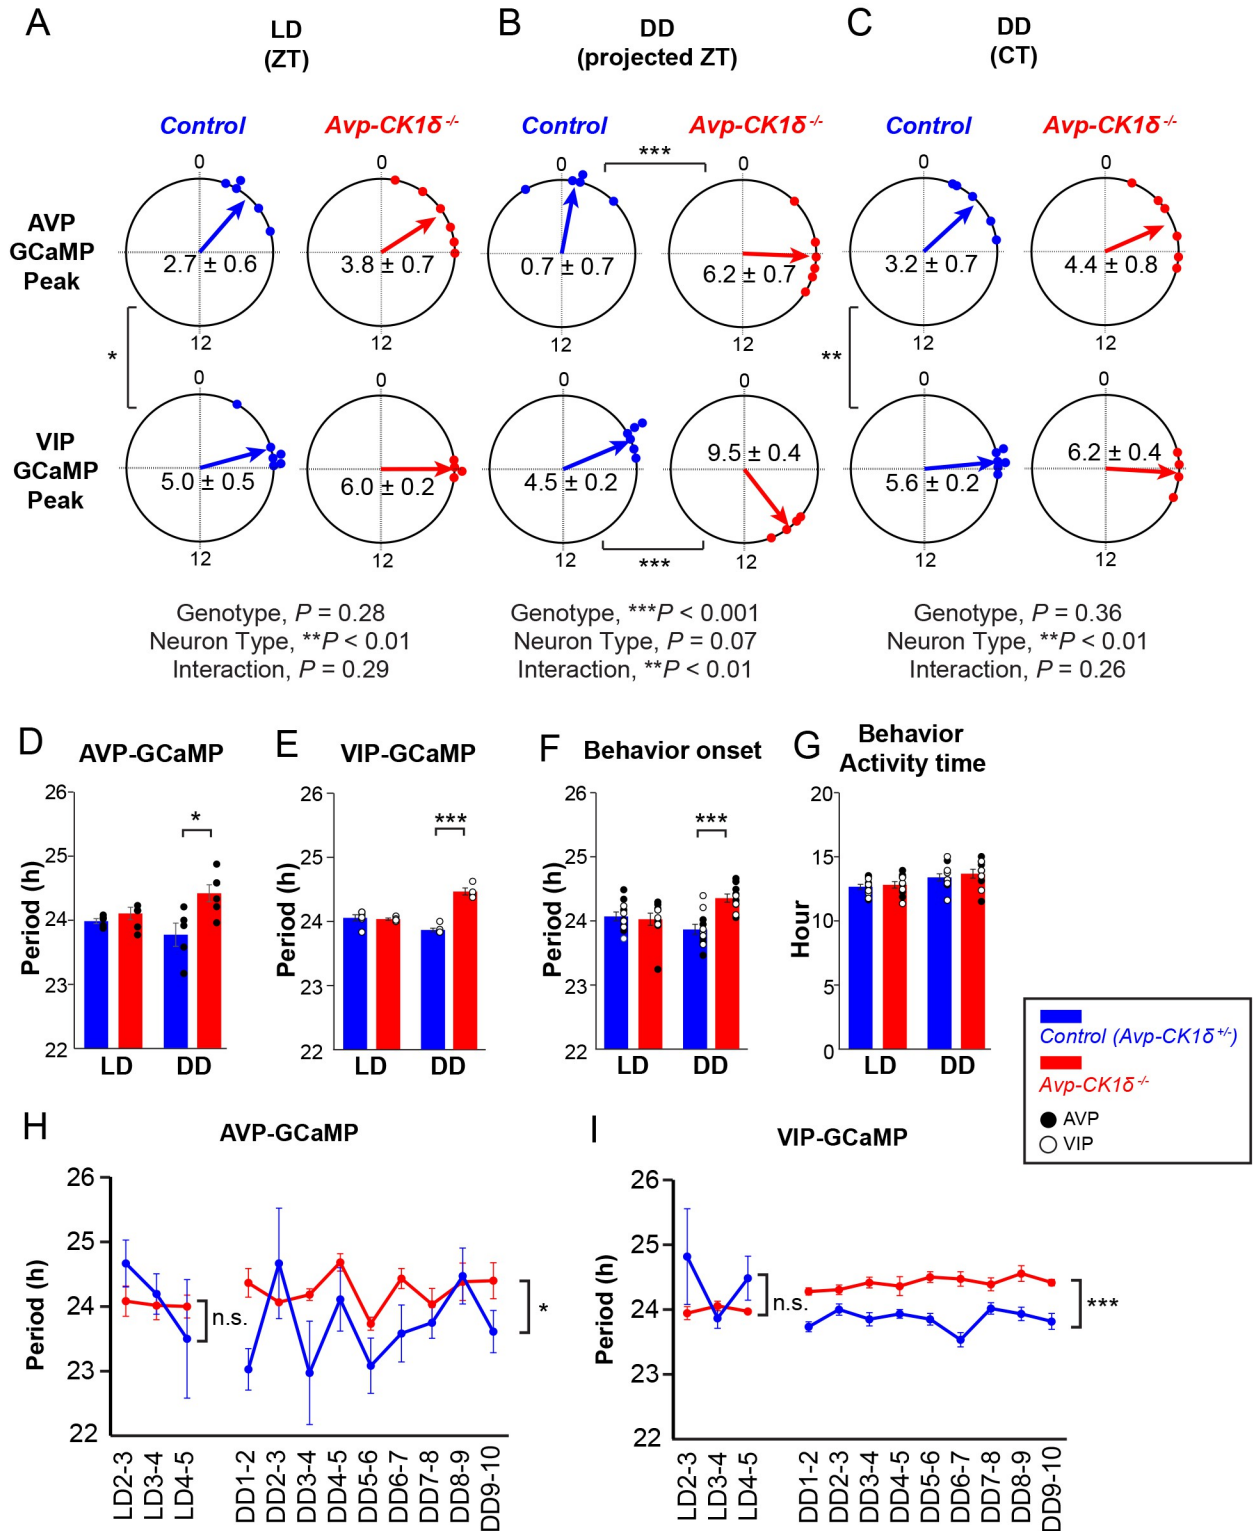 A
LD
(ZT)
B
DD
(projected ZT)
C
DD
(CT)
Control
Avp-CK1δ -/-
Control
Avp-CK1δ -/-
Control
Avp-CK1δ -/-
***
0
0
0
0
0
0
AVP
GCaMP
Peak
2.7 ± 0.6
3.8 ± 0.7
0.7 ± 0.7
6.2 ± 0.7
3.2 ± 0.7
4.4 ± 0.8
12
12
12
12
12
12
*
**
0
0
0
0
0
0
VIP
GCaMP
Peak
5.0 ± 0.5
6.0 ± 0.2
4.5 ± 0.2
9.5 ± 0.4
5.6 ± 0.2
6.2 ± 0.4
12
12
12
12
12
12
***
Genotype, P = 0.28
Neuron Type, **P < 0.01
Interaction, P = 0.29
Genotype, ***P < 0.001
Neuron Type, P = 0.07
Interaction, **P < 0.01
Genotype, P = 0.36
Neuron Type, **P < 0.01
Interaction, P = 0.26
D
AVP-GCaMP
Period (h)
26
25
24
23
22
*
LD
DD
E
VIP-GCaMP
Period (h)
26
25
24
23
22
***
LD
DD
F
Behavior onset
Period (h)
26
25
24
23
22
***
LD
DD
G
Behavior
Activity time
Hour
20
15
10
5
0
LD
DD
Control (Avp-CK1δ +/-)
Avp-CK1δ -/-
AVP
VIP
H
AVP-GCaMP
Period (h)
26
25
24
23
22
n.s.
*
LD2-3
LD3-4
LD4-5
DD1-2
DD2-3
DD3-4
DD4-5
DD5-6
DD6-7
DD7-8
DD8-9
DD9-10
I
VIP-GCaMP
Period (h)
26
25
24
23
22
n.s.
***
LD2-3
LD3-4
LD4-5
DD1-2
DD2-3
DD3-4
DD4-5
DD5-6
DD6-7
DD7-8
DD8-9
DD9-10